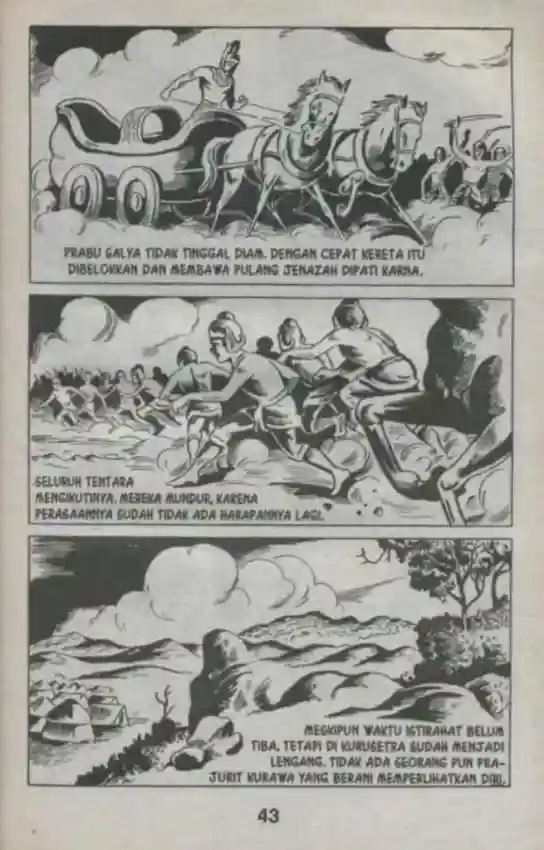 PRABU SALYA TIDAK TINGGAL DIAM. DENGAN CEPAT KERETA ITU
DIBELOKKAN DAN MEMBAWA PULANG JENAZAH DIPATI KARNA.
SELURUH TENTARA
MENGIKUTINYA. MEREKA MUNDUR, KARENA
PERASAANNYA SUDAH TIDAK ADA HARAPANNYA LAGI.
MESKIPUN WAKTU ISTIRAHAT BELUM
TIBA, TETAPI DI KURUSETRA SUDAH MENJADI
LENGANG. TIDAK ADA SEORANG PUN PRA-
JURIT KURAWA YANG BERANI MEMPERLIHATKAN DIRI.
43